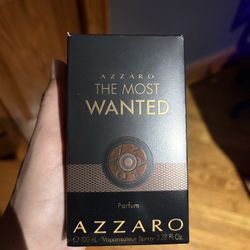 AZZARO
THE MOST
WANTED
Parfum
AZZARO
℮ 100 mL Vaporisateur Spray 3.38 Fl.Oz.